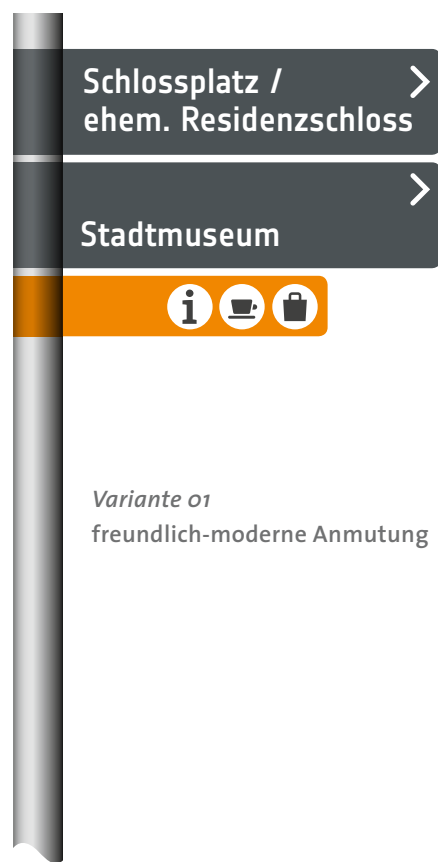 Schlossplatz /
ehem. Residenzschloss
Stadtmuseum
i
Variante 01
freundlich-moderne Anmutung